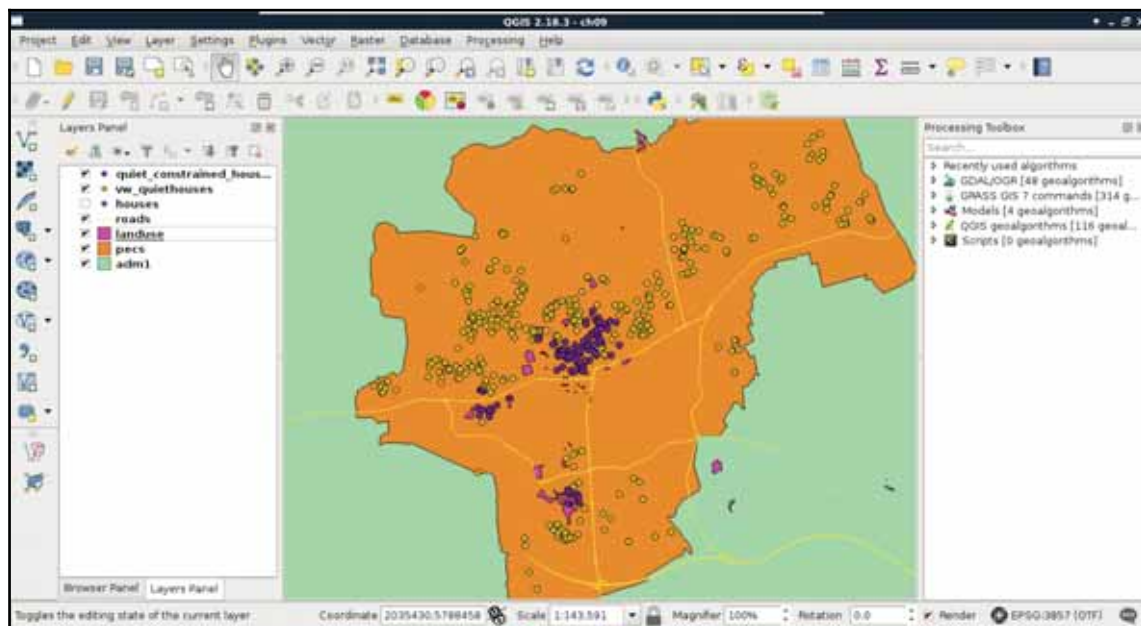 QGIS 2.18.3 - ch09
Project Edit View Layer Settings Plugins Vector Raster Database Processing Help
Layers Panel
quiet_constrained_hous...
vw_quiethouses
houses
roads
landuse
pecs
adm1
Browser Panel Layers Panel
Processing Toolbox
Search...
Recently used algorithms
GDAL/OGR [48 geoalgorithms]
GRASS GIS 7 commands [314 g...
Models [4 geoalgorithms]
QGIS geoalgorithms [116 geoal...
Scripts [0 geoalgorithms]
Toggles the editing state of the current layer Coordinate 2035430,5788458 Scale 1:143,591 Magnifier 100% Rotation 0.0 Render EPSG:3857 (OTF)